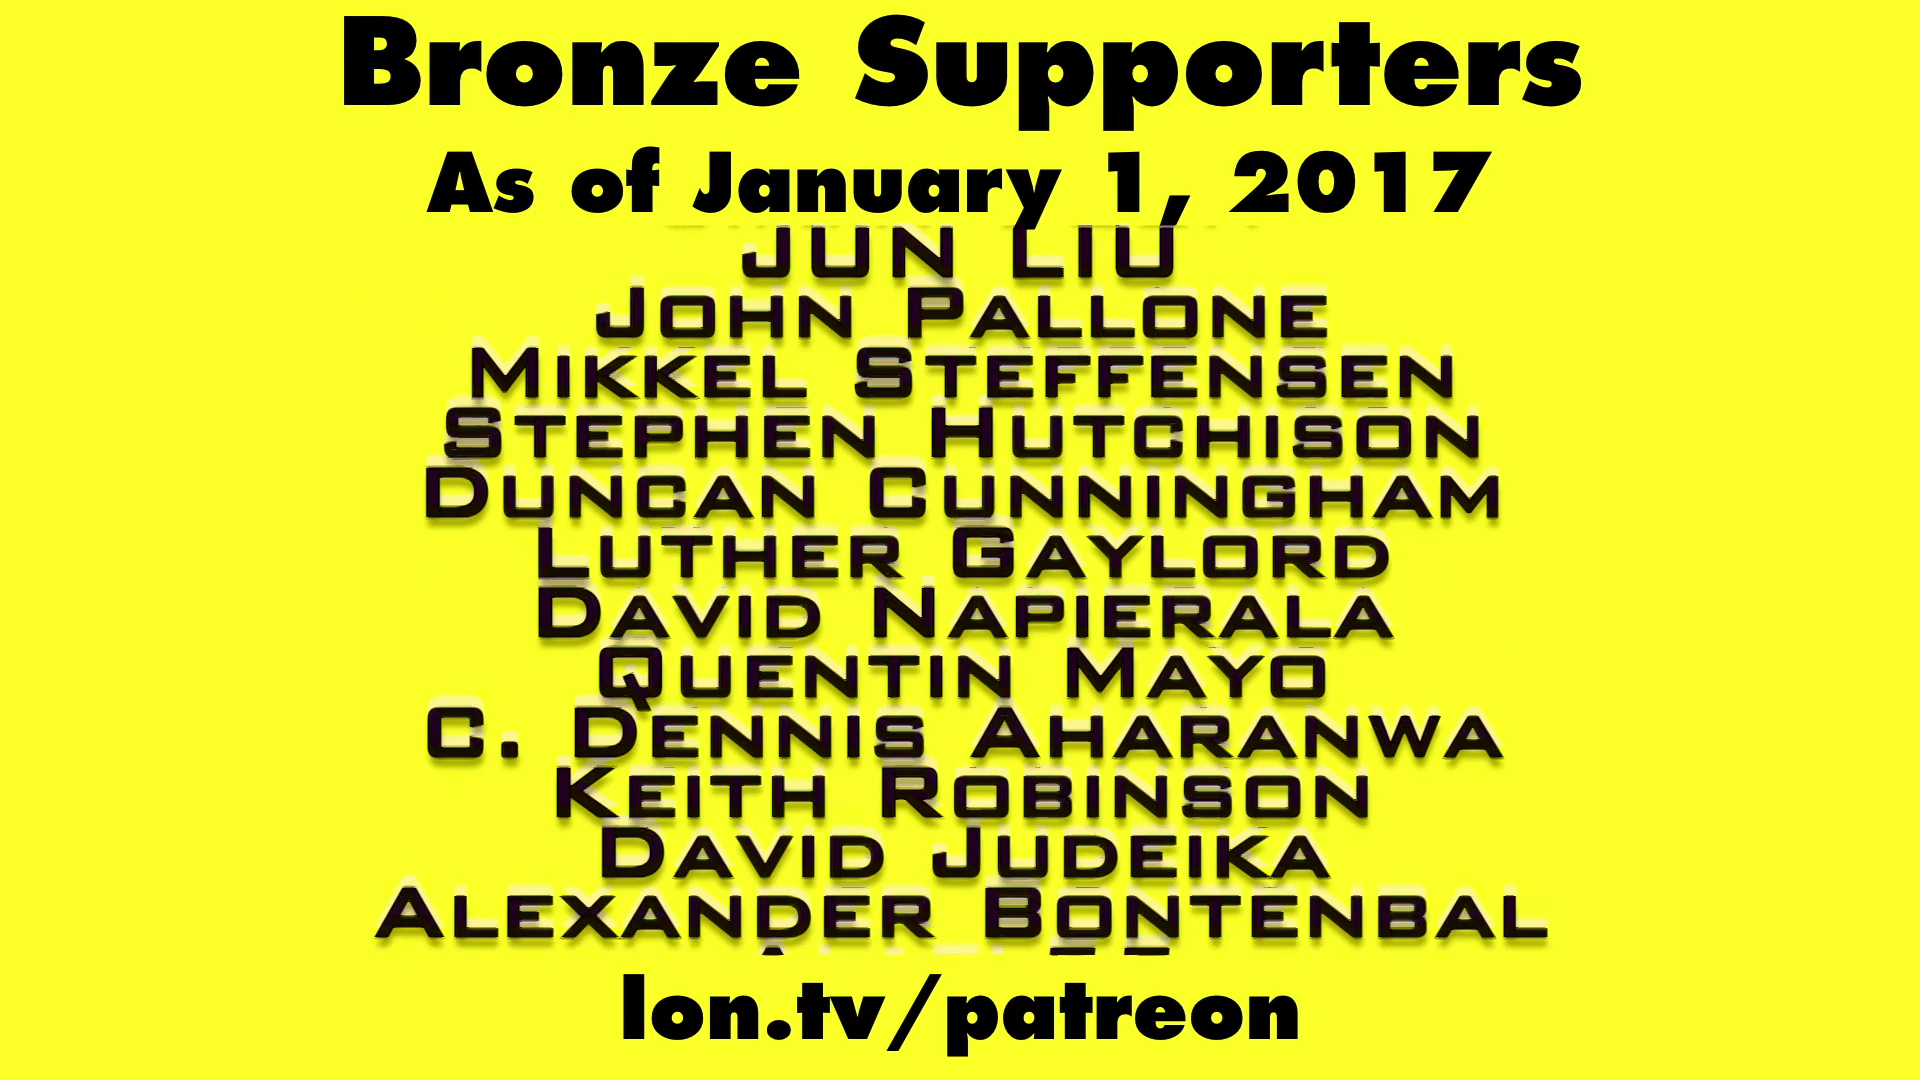 Bronze Supporters
As of January 1, 2017
JUN LIU
JOHN PALLONE
MIKKEL STEFFENSEN
STEPHEN HUTCHISON
DUNCAN CUNNINGHAM
LUTHER GAYLORD
DAVID NAPIERALA
QUENTIN MAYO
C. DENNIS AHARANWA
KEITH ROBINSON
DAVID JUDEIKA
ALEXANDER BONTENBAL
lon.tv/patreon